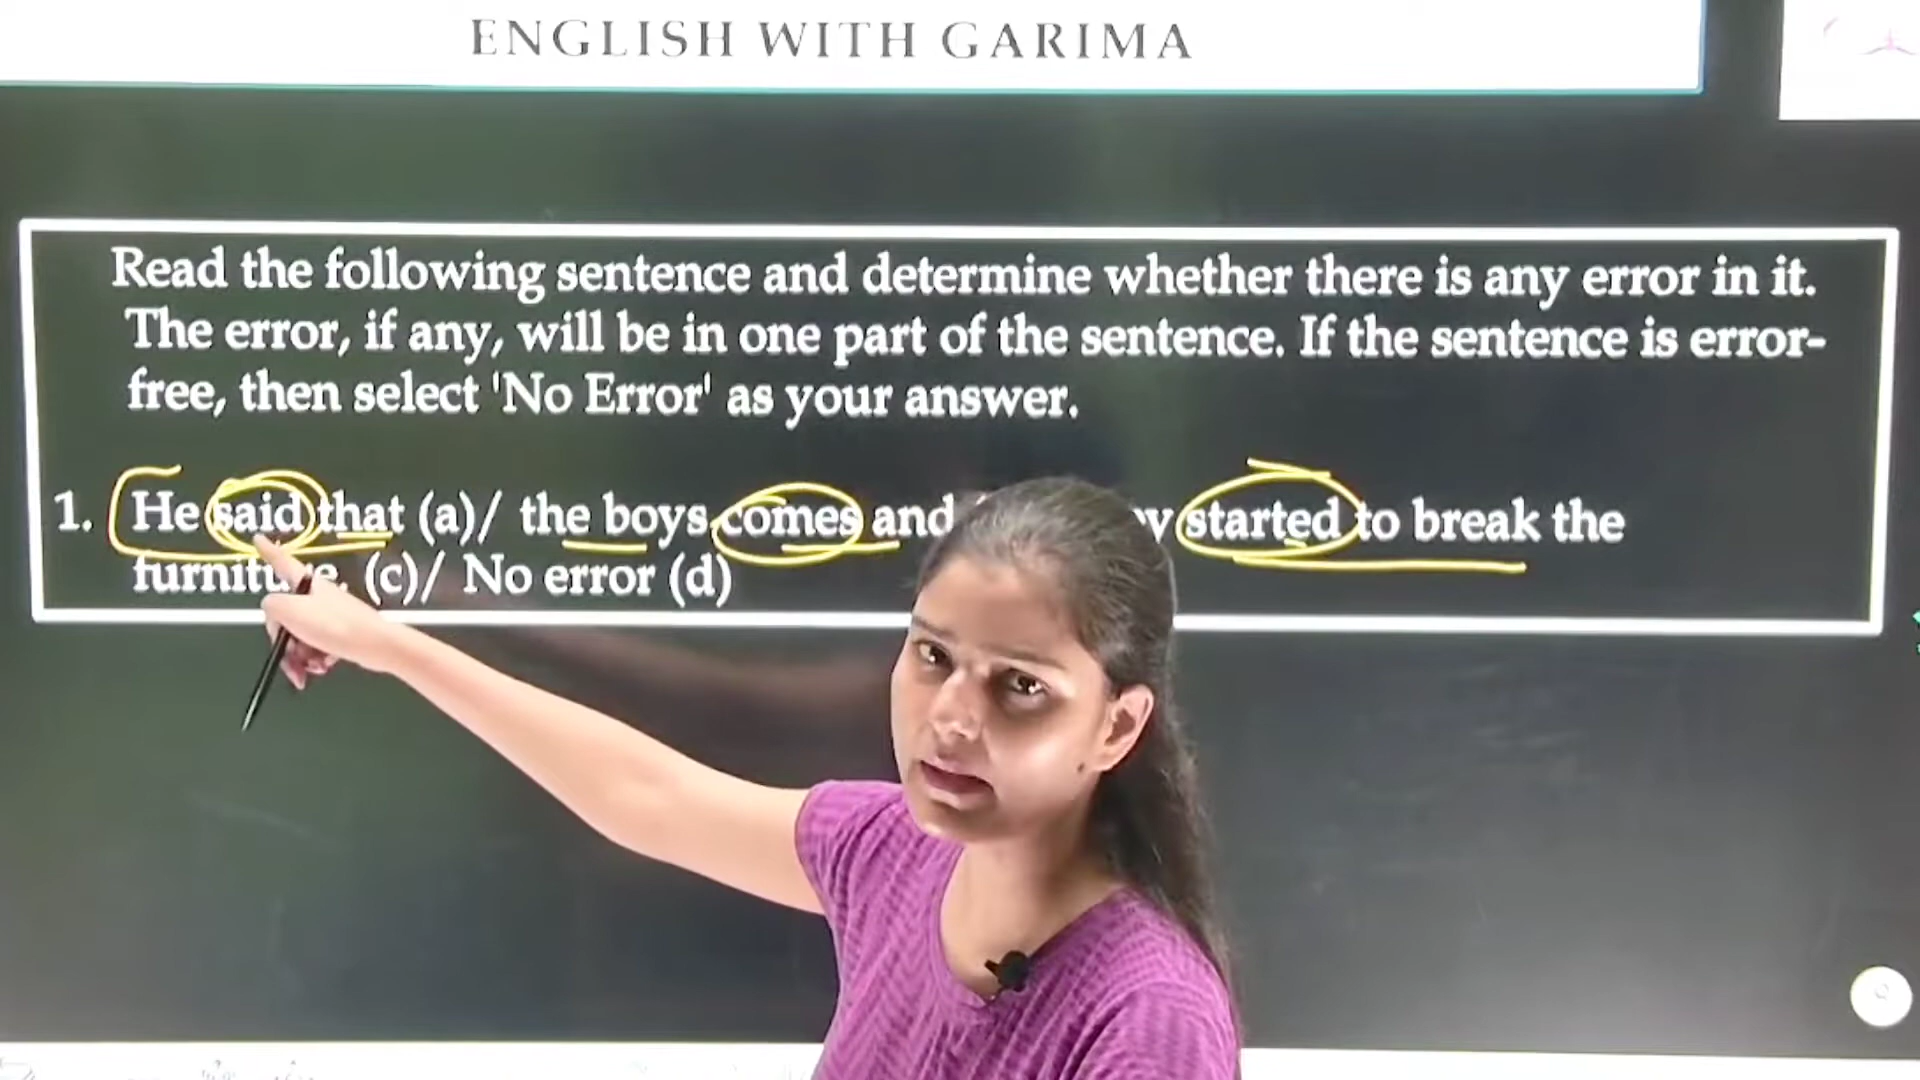 ENGLISH WITH GARIMA
Read the following sentence and determine whether there is any error in it.
The error, if any, will be in one part of the sentence. If the sentence is error-
free, then select 'No Error' as your answer.
1. He said that (a)/ the boys comes and started to break the
furniture. (c)/ No error (d)